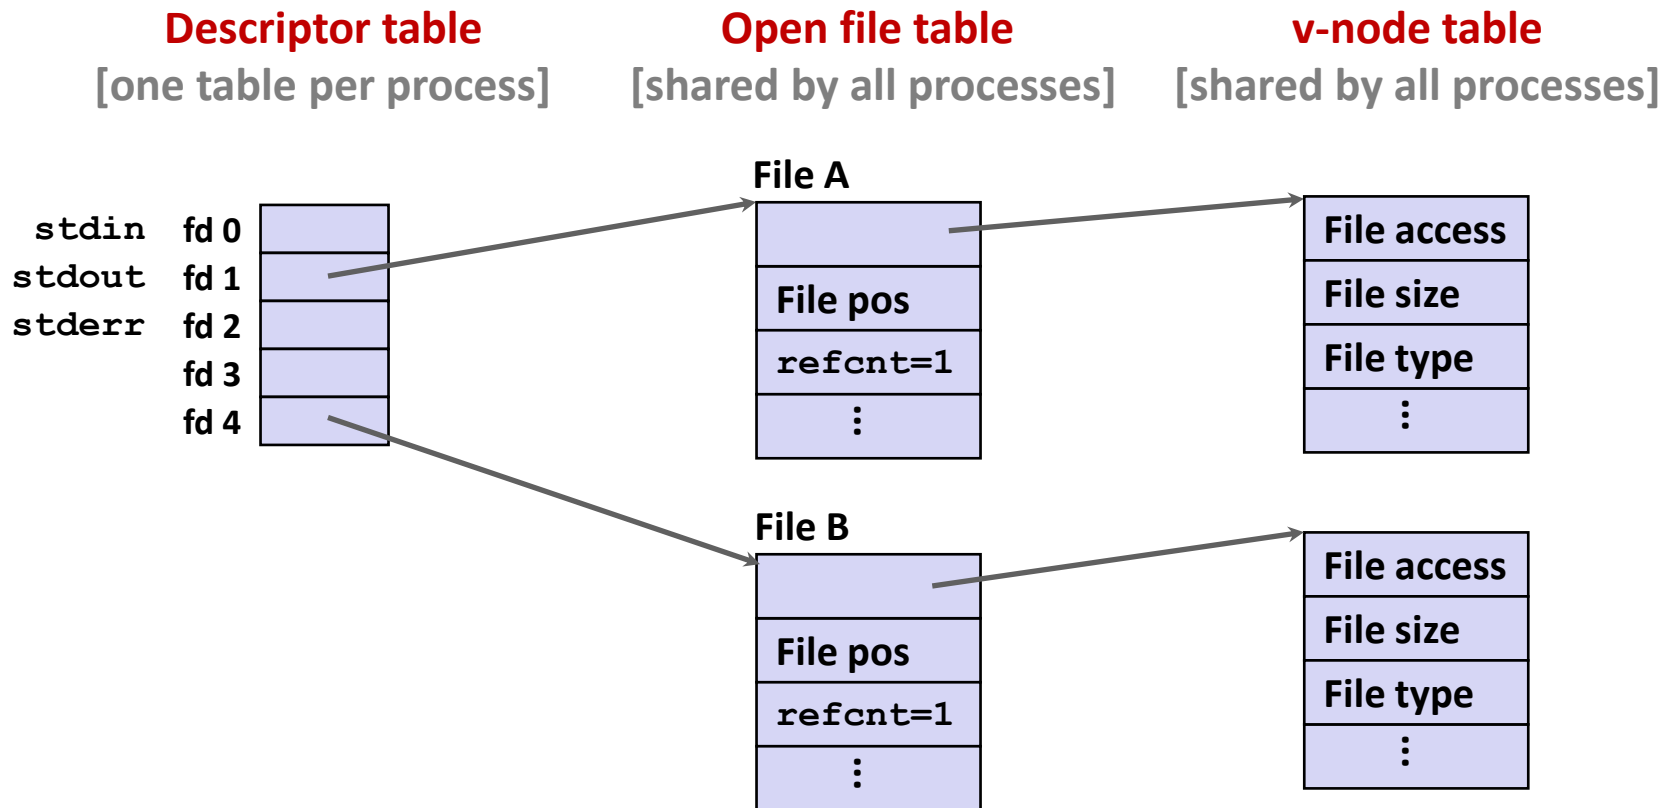 Descriptor table
[one table per process]
Open file table
[shared by all processes]
v-node table
[shared by all processes]
stdin fd 0
stdout fd 1
stderr fd 2
fd 3
fd 4
File A
File pos
refcnt=1
⋮
File access
File size
File type
⋮
File B
File pos
refcnt=1
⋮
File access
File size
File type
⋮